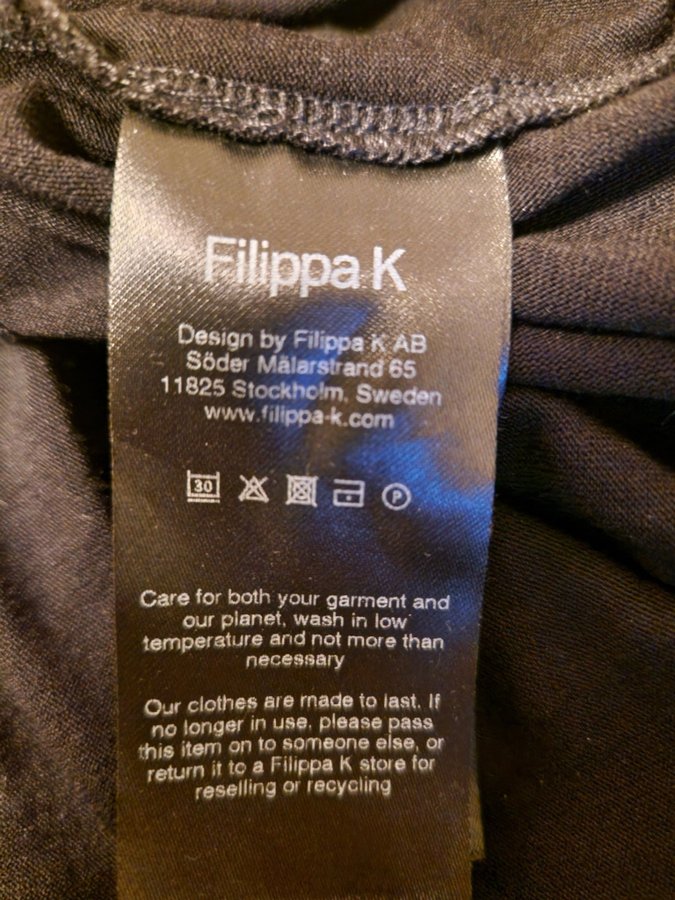 Filippa K
Design by Filippa K AB
Söder Mälarstrand 65
11825 Stockholm, Sweden
www.filippa-k.com
30 P
Care for both your garment and
our planet, wash in low
temperature and not more than
necessary
Our clothes are made to last. If
no longer in use, please pass
this item on to someone else, or
return it to a Filippa K store for
reselling or recycling